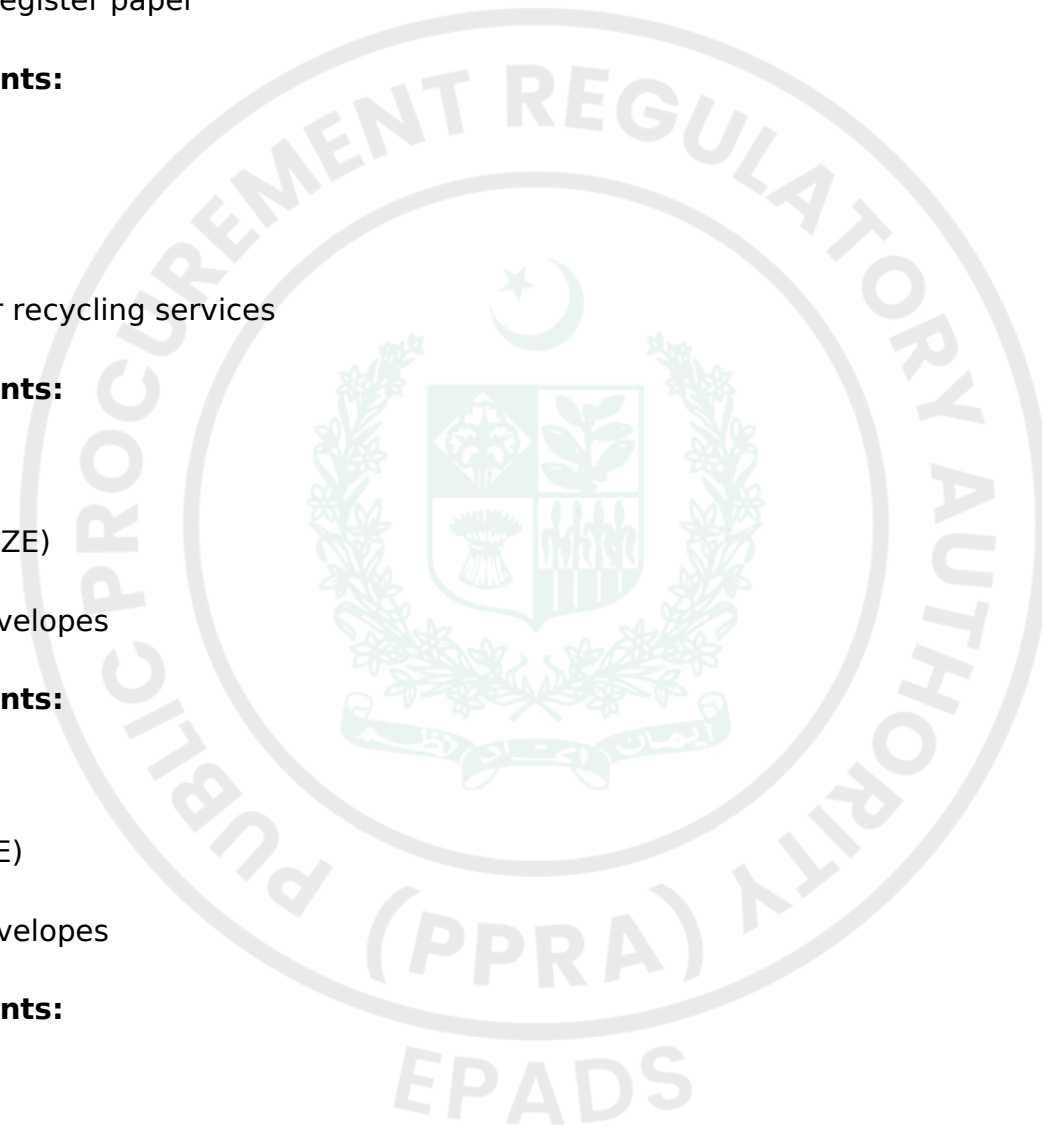 egister paper
nts:
r recycling services
nts:
ZE)
velopes
nts:
E)
velopes
nts:
PUBLIC PROCUREMENT REGULATORY AUTHORITY
(PPRA)
EPADS